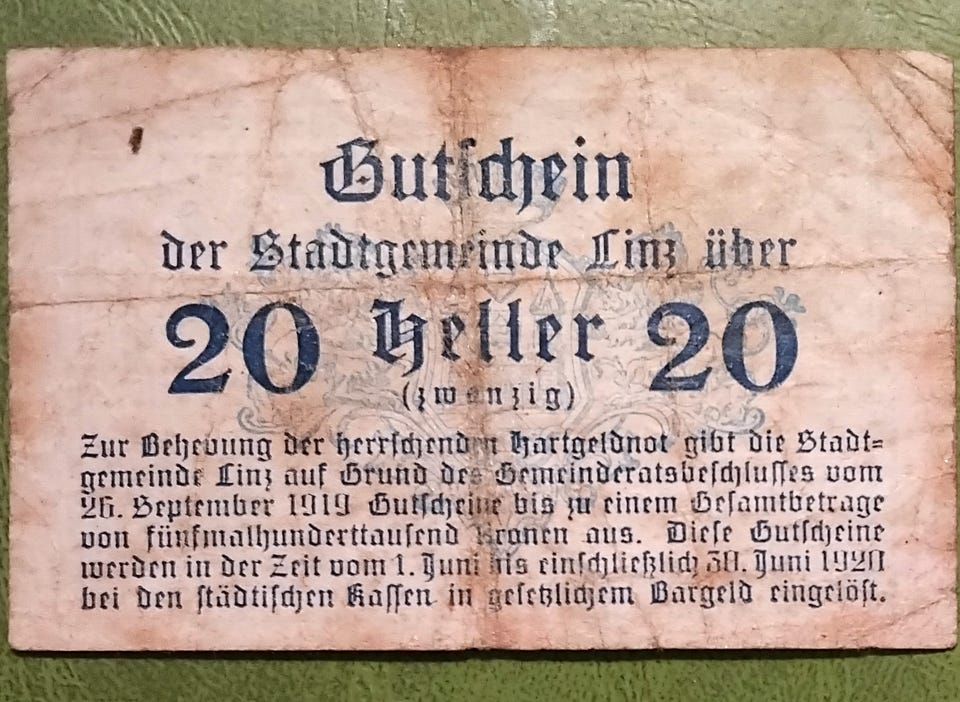 Gutschein
der Stadtgemeinde Linz über
20 Heller 20
(zwanzig)
Zur Behebung der herrschenden Hartgeldnot gibt die Stadt=
gemeinde Linz auf Grund des Gemeinderatsbeschlusses vom
26. September 1919 Gutscheine bis zu einem Gesamtbetrage
von fünfmalhunderttausend Kronen aus. Diese Gutscheine
werden in der Zeit vom 1. Juni bis einschließlich 30. Juni 1920
bei den städtischen Kassen in gesetzlichem Bargeld eingelöst.